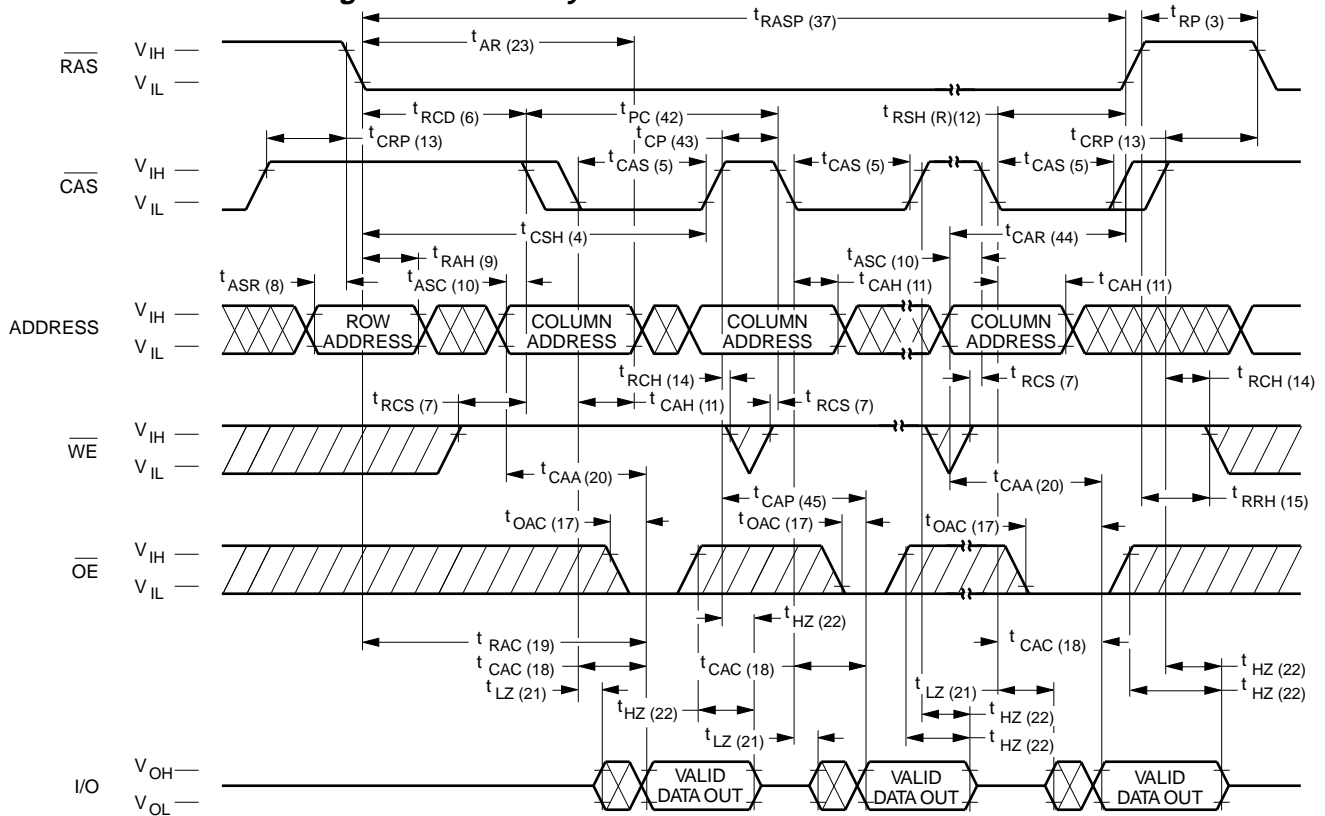 t RASP (37)
t RP (3)
t AR (23)
RAS
V IH
V IL
t RCD (6)
t PC (42)
t RSH (R)(12)
t CRP (13)
t CP (43)
t CRP (13)
CAS
V IH
V IL
t CAS (5)
t CAS (5)
t CAS (5)
t CSH (4)
t CAR (44)
t RAH (9)
t ASC (10)
t ASR (8)
t ASC (10)
t CAH (11)
t CAH (11)
ADDRESS
V IH
V IL
ROW ADDRESS
COLUMN ADDRESS
COLUMN ADDRESS
COLUMN ADDRESS
t RCH (14)
t RCS (7)
t RCH (14)
t RCS (7)
t CAH (11)
t RCS (7)
WE
V IH
V IL
t CAA (20)
t CAP (45)
t CAA (20)
t RRH (15)
t OAC (17)
t OAC (17)
t OAC (17)
OE
V IH
V IL
t HZ (22)
t RAC (19)
t CAC (18)
t CAC (18)
t CAC (18)
t HZ (22)
t LZ (21)
t LZ (21)
t HZ (22)
t HZ (22)
t HZ (22)
t LZ (21)
t HZ (22)
I/O
V OH
V OL
VALID DATA OUT
VALID DATA OUT
VALID DATA OUT